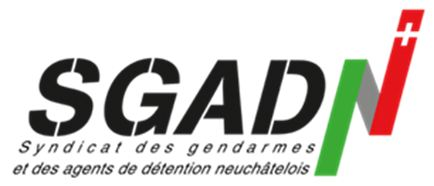 SGADN
Syndicat des gendarmes
et des agents de détention neuchâtelois